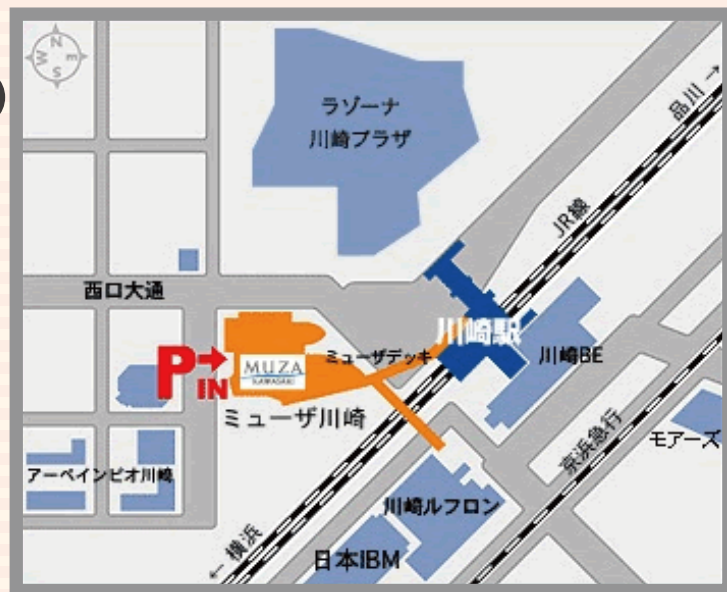 N
W
E
S
ラゾーナ
川崎プラザ
品川 →
JR線
西口大通
川崎駅
P→
IN
MUZA
KAWASAKI
ミューザデッキ
川崎BE
ミューザ川崎
京浜急行
モアーズ
アーベインビオ川崎
川崎ルフロン
← 横浜
日本IBM